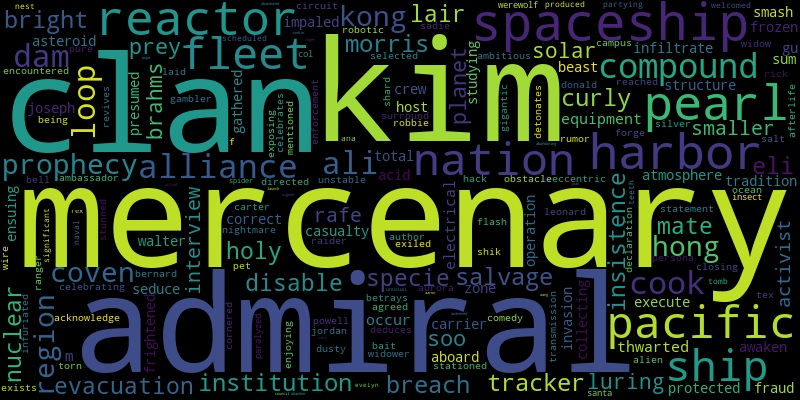 bright reactor kong lair spaceship smash
asteroid impaled robotic circuit werewolf produced partying welcomed
nest sadie scheduled campus widow frozen
dam fleet prey morris solar infiltrate gu
encountered laid col selected ambitious donald reached rick sum
clan kim planet studying beast compound structure
loop presumed brahms gathered revives gambler host crew shard gigantic curly pearl afterlife
joseph being exposing celebrates mentioned enforcement robbie surround detonates equipment smaller silver
f ana rumor forge salt
prophecy alliance ali total nation harbor eli
bell ambassador spider directed unstable acid hack obstacle eccentric atmosphere tradition
mercenary
ensuing significant naval stunned carter correct rafe author electrical flash leonard insistence ocean insect teeth
wire ranger walter interview nightmare casualty exiled operation declaration statement mate activist
raider shik persona
coven bernard holy pet specie salvage hong closing
celebrating seduce disable zone aurora cook tomb tex
nuclear region admiral occur betrays agreed carrier breach invasion collecting execute pacific
acknowledge frightened cornered powell jordan soo comedy transmission thwarted awaken
infuriated m paralyzed deduces aboard alien ship
torn dusty bait widower stationed
exists evacuation institution enjoying evelyn tracker luring protected fraud
santa